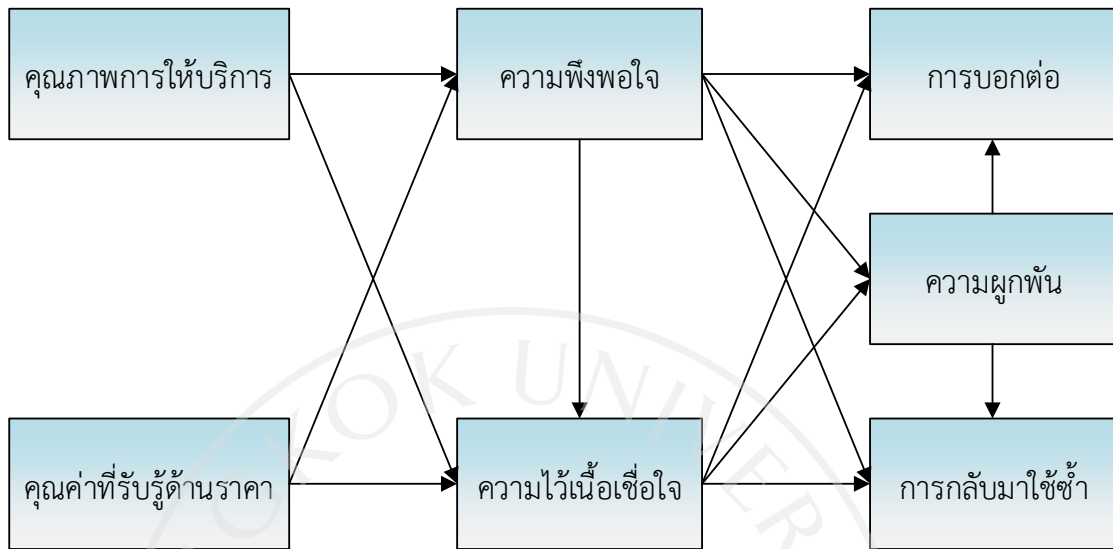 คุณภาพการให้บริการ
ความพึงพอใจ
การบอกต่อ
ความผูกพัน
คุณค่าที่รับรู้ด้านราคา
ความไว้เนื้อเชื่อใจ
การกลับมาใช้ซ้ำ
KOK UNIVER